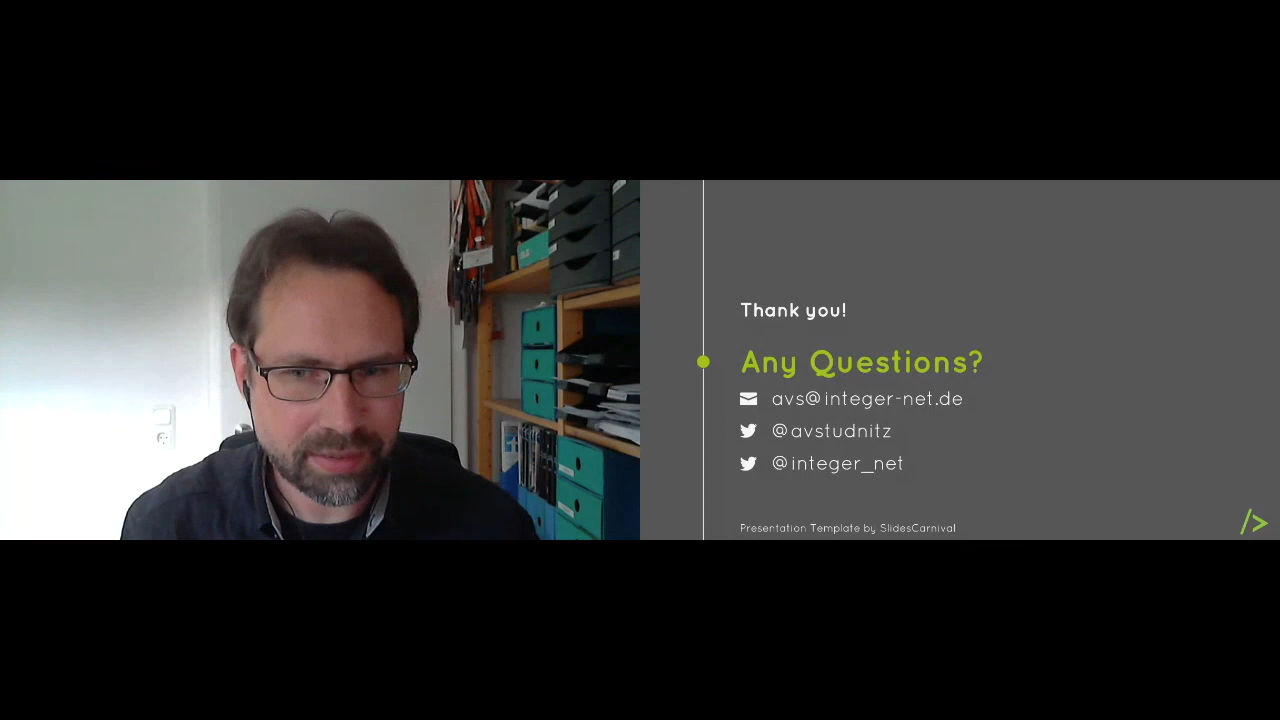 Thank you!
Any Questions?
avs@integer-net.de
@avstudnitz
@integer_net
Presentation Template by SlidesCarnival
/>